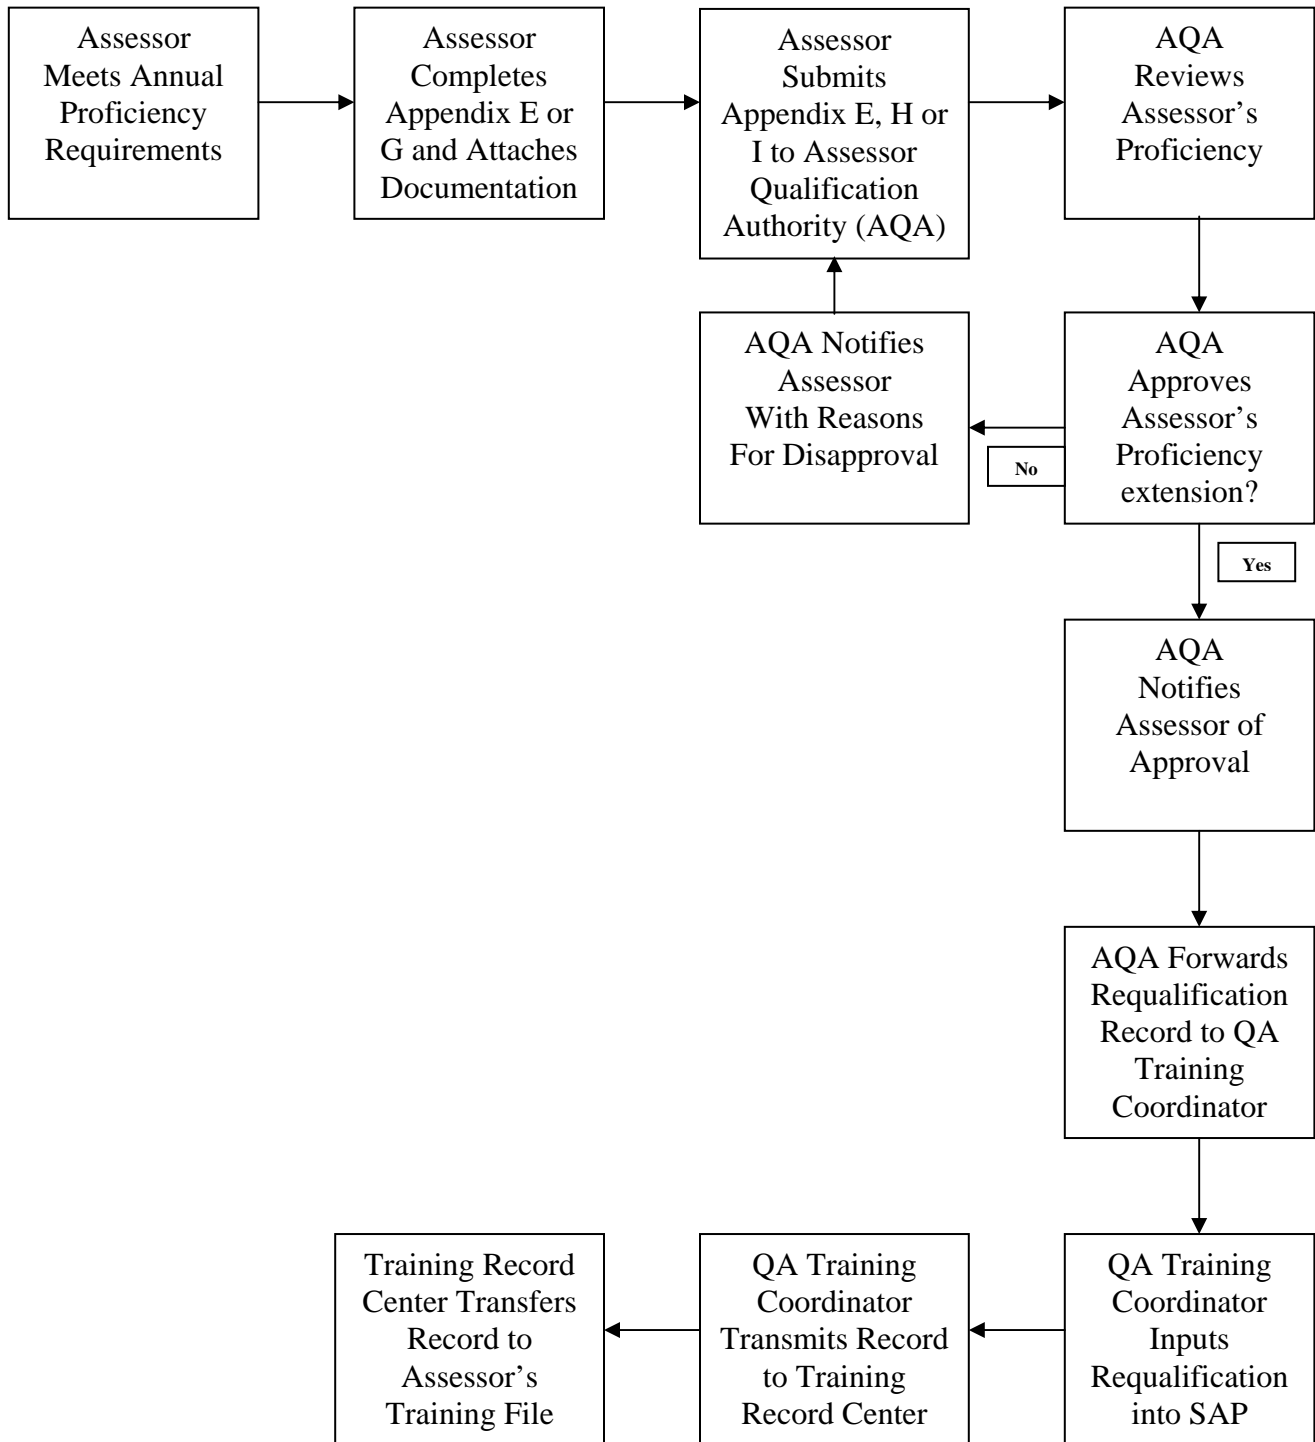 Assessor
Meets Annual
Proficiency
Requirements
Assessor
Completes
Appendix E or
G and Attaches
Documentation
Assessor
Submits
Appendix E, H or
I to Assessor
Qualification
Authority (AQA)
AQA
Reviews
Assessor’s
Proficiency
AQA Notifies
Assessor
With Reasons
For Disapproval
No
AQA
Approves
Assessor’s
Proficiency
extension?
Yes
AQA
Notifies
Assessor of
Approval
AQA Forwards
Requalification
Record to QA
Training
Coordinator
Training Record
Center Transfers
Record to
Assessor’s
Training File
QA Training
Coordinator
Transmits Record
to Training
Record Center
QA Training
Coordinator
Inputs
Requalification
into SAP